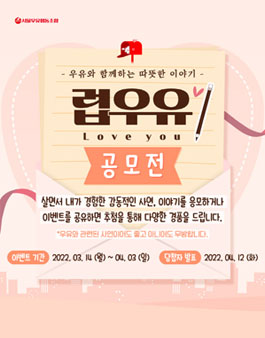 서울우유협동조합
- 우유와 함께하는 따뜻한 이야기 -
럽우유
Love you
공모전
살면서 내가 경험한 감동적인 사연, 이야기를 응모하거나
이벤트를 공유하면 추첨을 통해 다양한 경품을 드립니다.
*우유와 관련된 사연이어도 좋고 아니어도 무방합니다.
이벤트 기간 2022. 03. 14 (월) ~ 04. 03 (일) 당첨자 발표 2022. 04. 12 (화)